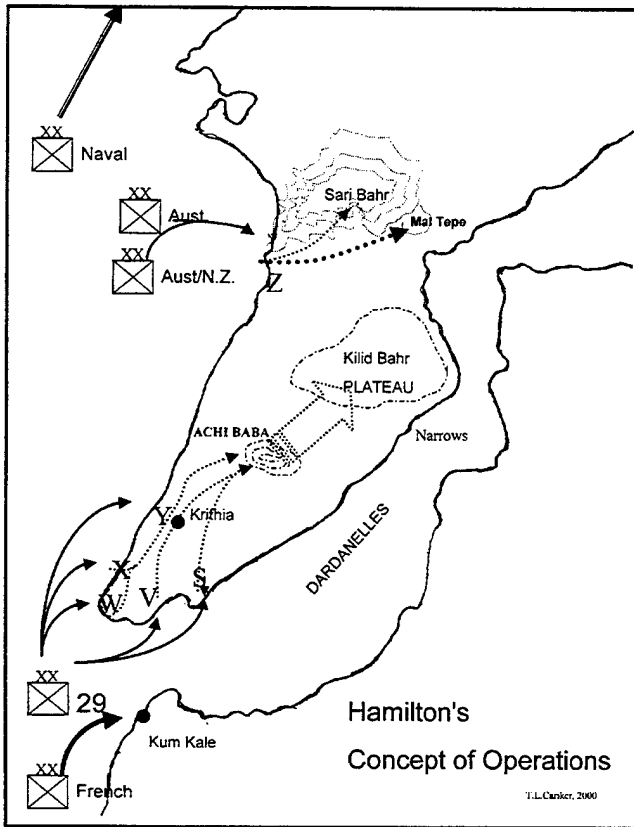 XX
Naval
XX
Aust
XX
Aust/N.Z.
Sari Bahr
Mal Tepe
Z
Kilid Bahr
PLATEAU
ACHI BABA
Narrows
Y
Krifhia
X
S
W
V
DARDANELLES
XX
29
Kum Kale
XX
French
Hamilton's
Concept of Operations
T.L.Canker, 2000